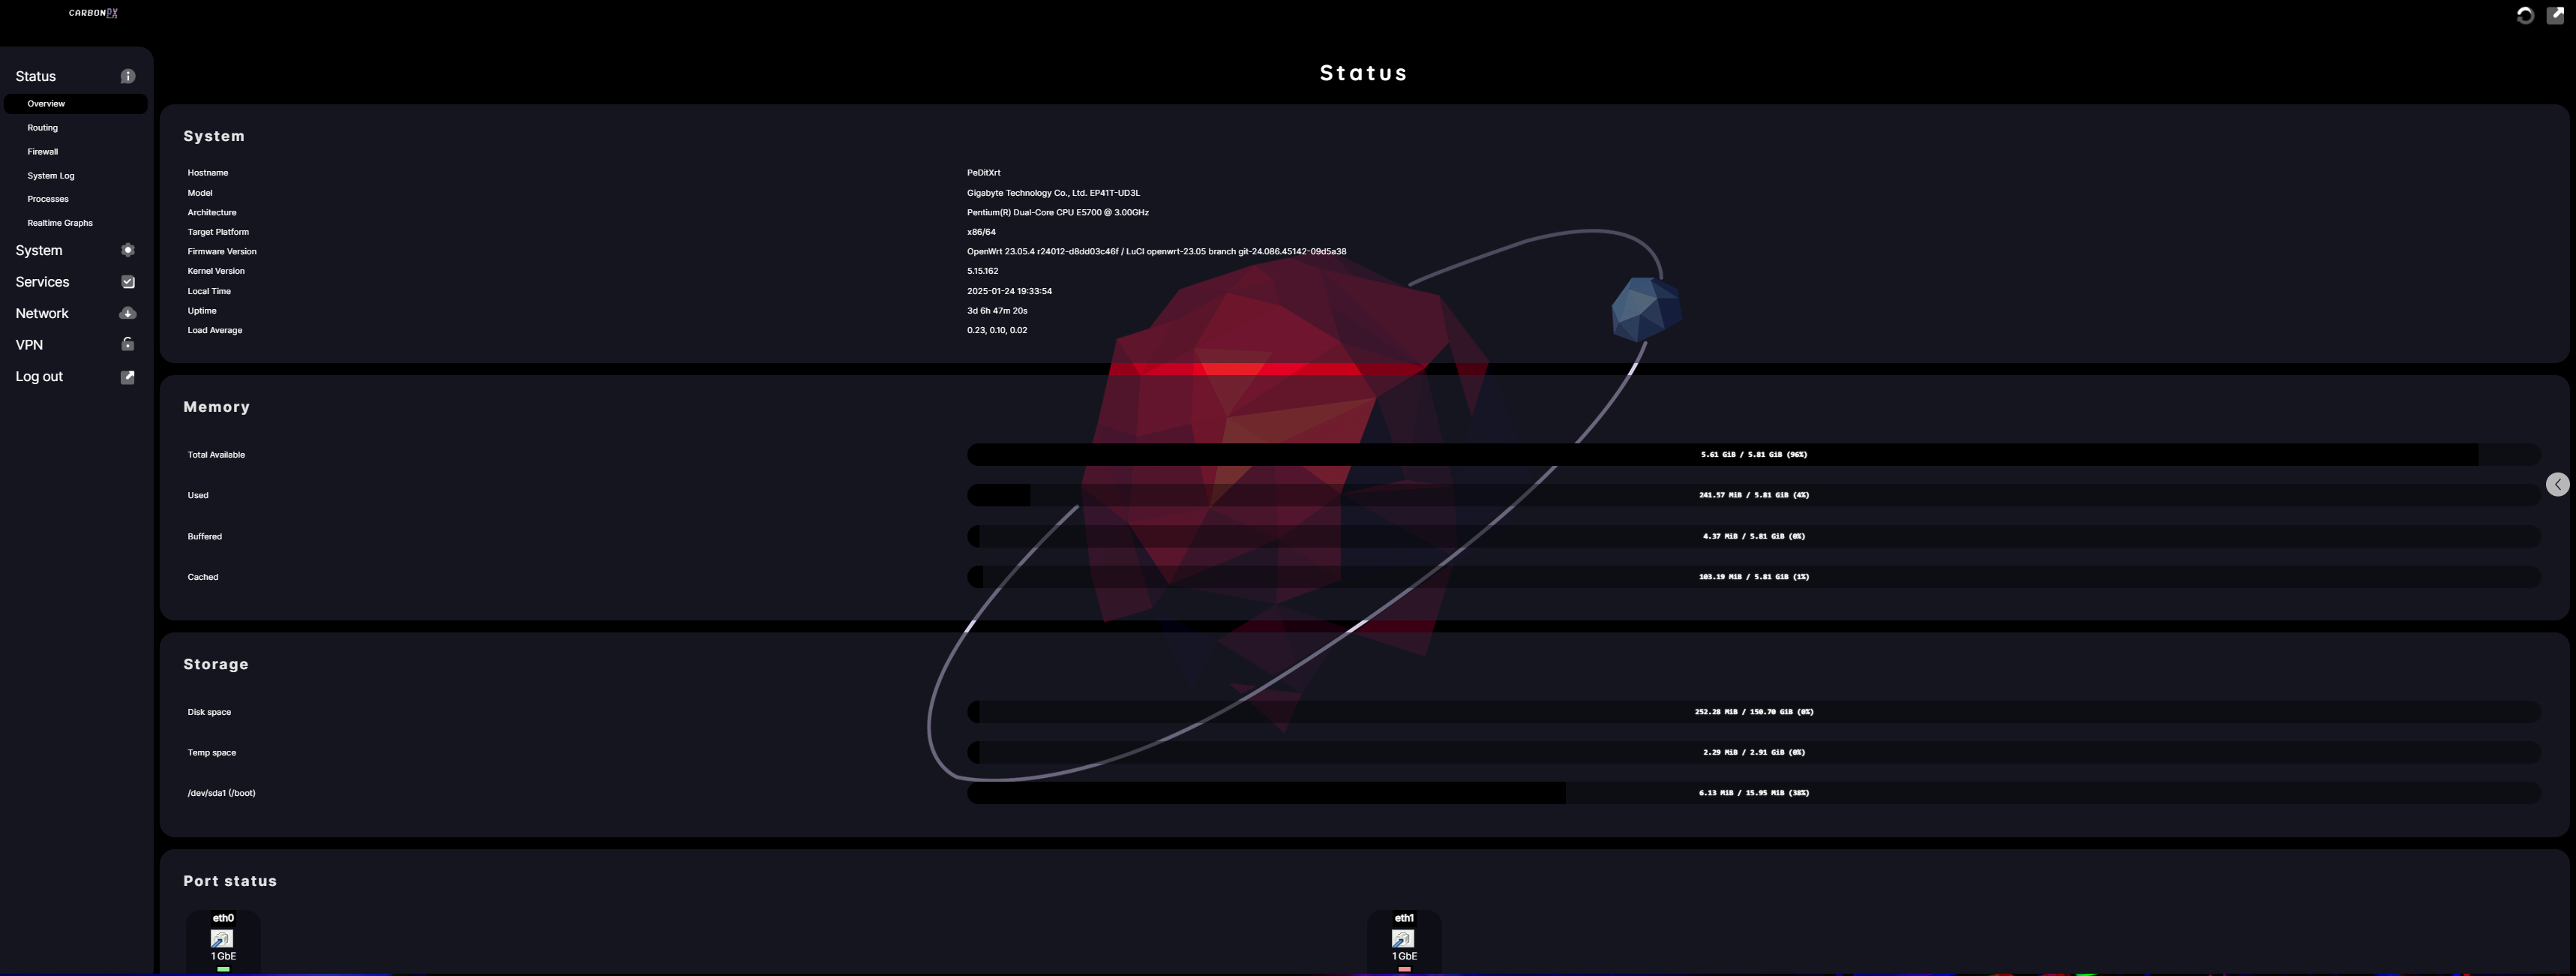 CARBONPX
Status
Status
Overview
Routing
Firewall
System Log
Processes
Realtime Graphs
System
Services
Network
VPN
Log out
System
Hostname PeDitXrt
Model Gigabyte Technology Co., Ltd. EP41T-UD3L
Architecture Pentium(R) Dual-Core CPU E5700 @ 3.00GHz
Target Platform x86/64
Firmware Version OpenWrt 23.05.4 r24012-d8dd03c46f / LuCI openwrt-23.05 branch git-24.086.45142-09d5a38
Kernel Version 5.15.162
Local Time 2025-01-24 19:33:54
Uptime 3d 6h 47m 20s
Load Average 0.23, 0.10, 0.02
Memory
Total Available 5.61 GiB / 5.81 GiB (96%)
Used 241.57 MiB / 5.81 GiB (4%)
Buffered 4.37 MiB / 5.81 GiB (0%)
Cached 103.19 MiB / 5.81 GiB (1%)
Storage
Disk space 252.28 MiB / 150.70 GiB (0%)
Temp space 2.29 MiB / 2.91 GiB (0%)
/dev/sda1 (/boot) 6.13 MiB / 15.95 MiB (38%)
Port status
eth0 eth1
1 GbE 1 GbE